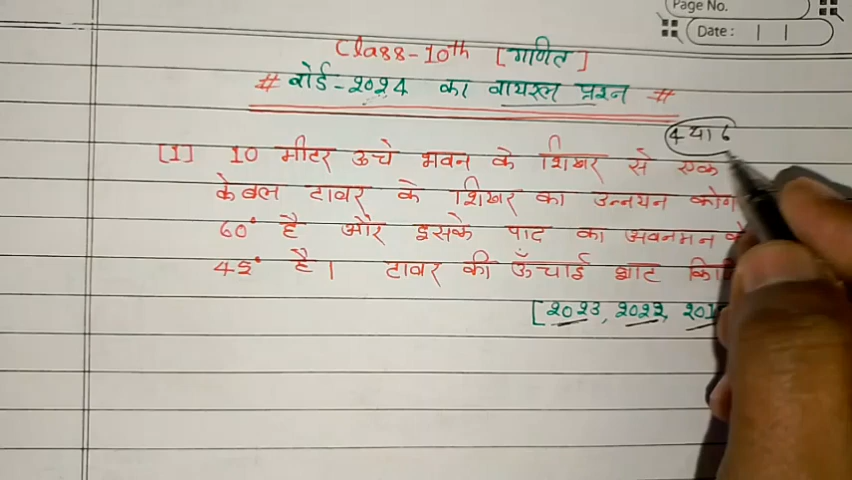 Page No.
Date : | |
Class-10th [गणित]
# बोर्ड-2024 का वायरल प्रश्न #
4 या 6
[1] 10 मीटर ऊचे भवन के शिखर से एक
केबल टावर के शिखर का उन्नयन कोण
60° है और इसके पाद का अवनमन
45° है। टावर की ऊँचाई ज्ञात
[2023, 2022,